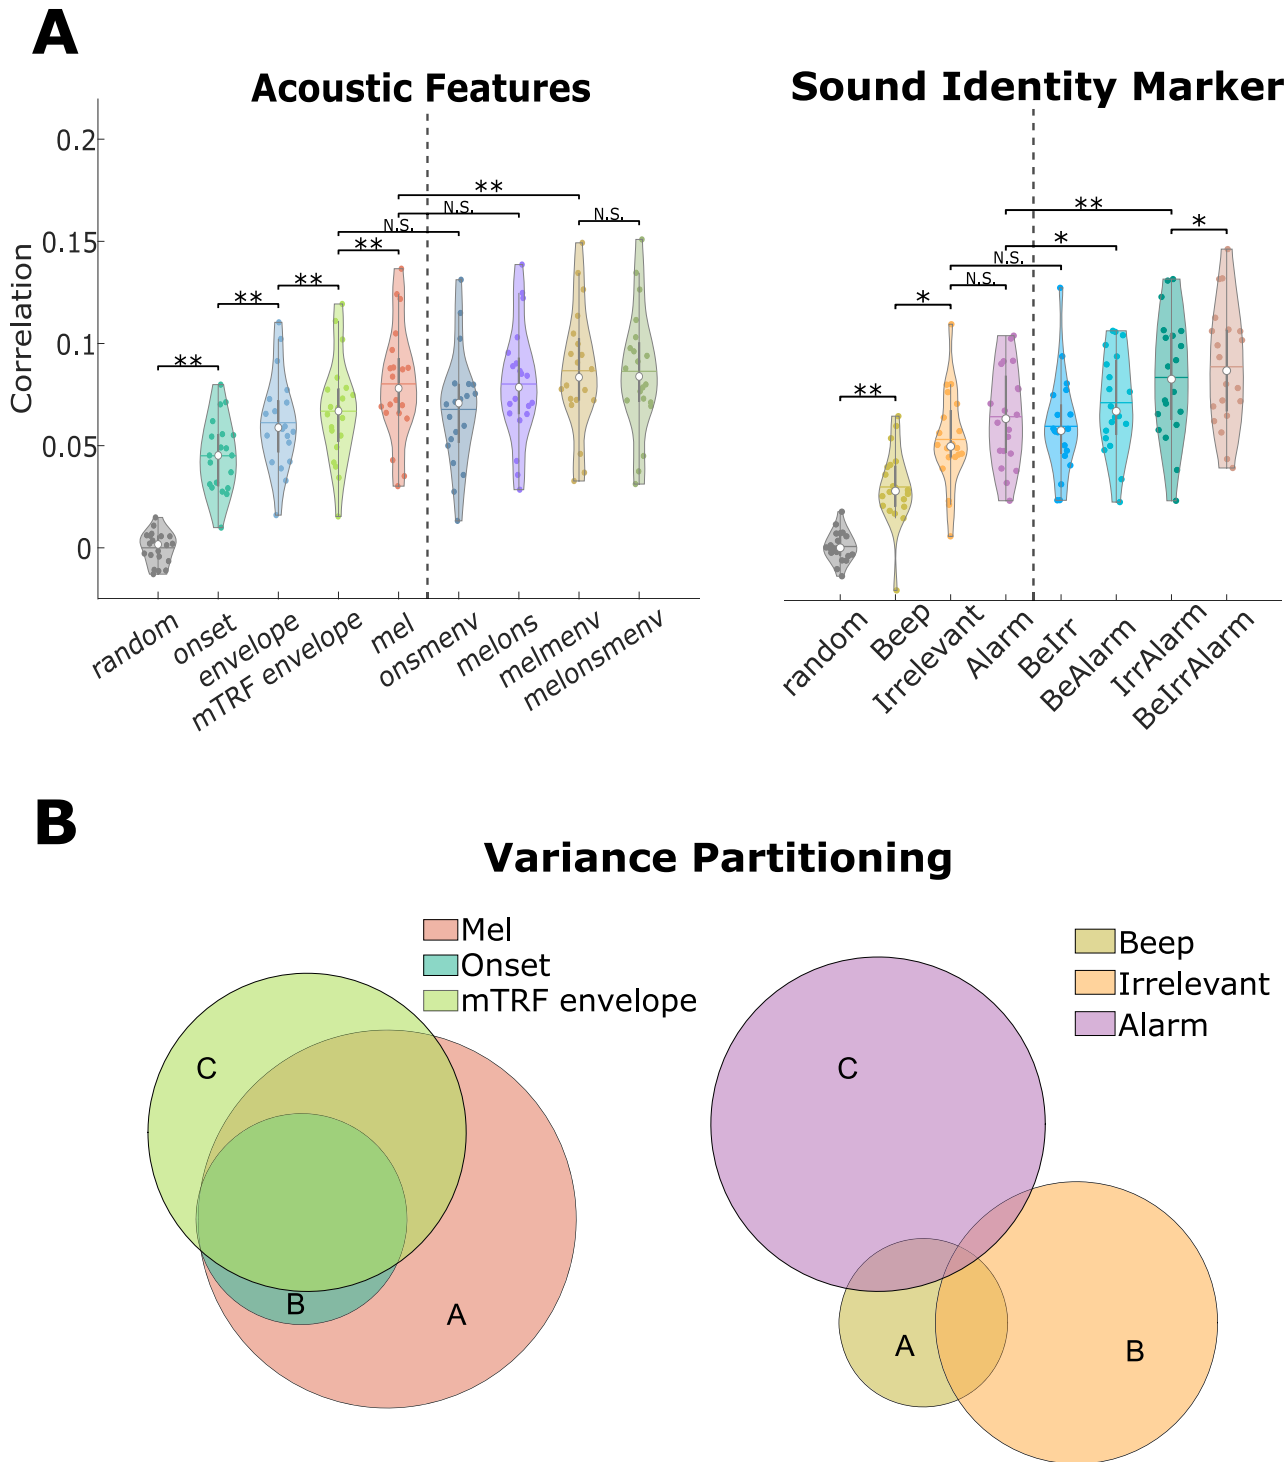 A
Acoustic Features
Sound Identity Marker
Correlation
0.2
0.15
0.1
0.05
0
**
**
**
**
N.S.
N.S.
**
N.S.
**
*
N.S.
N.S.
*
**
*
random
onset
envelope
mTRF envelope
mel
onsmenv
melons
melmenv
melonsmenv
random
Beep
Irrelevant
Alarm
BeIrr
BeAlarm
IrrAlarm
BeIrrAlarm
B
Variance Partitioning
Mel
Onset
mTRF envelope
C
B
A
Beep
Irrelevant
Alarm
C
A
B